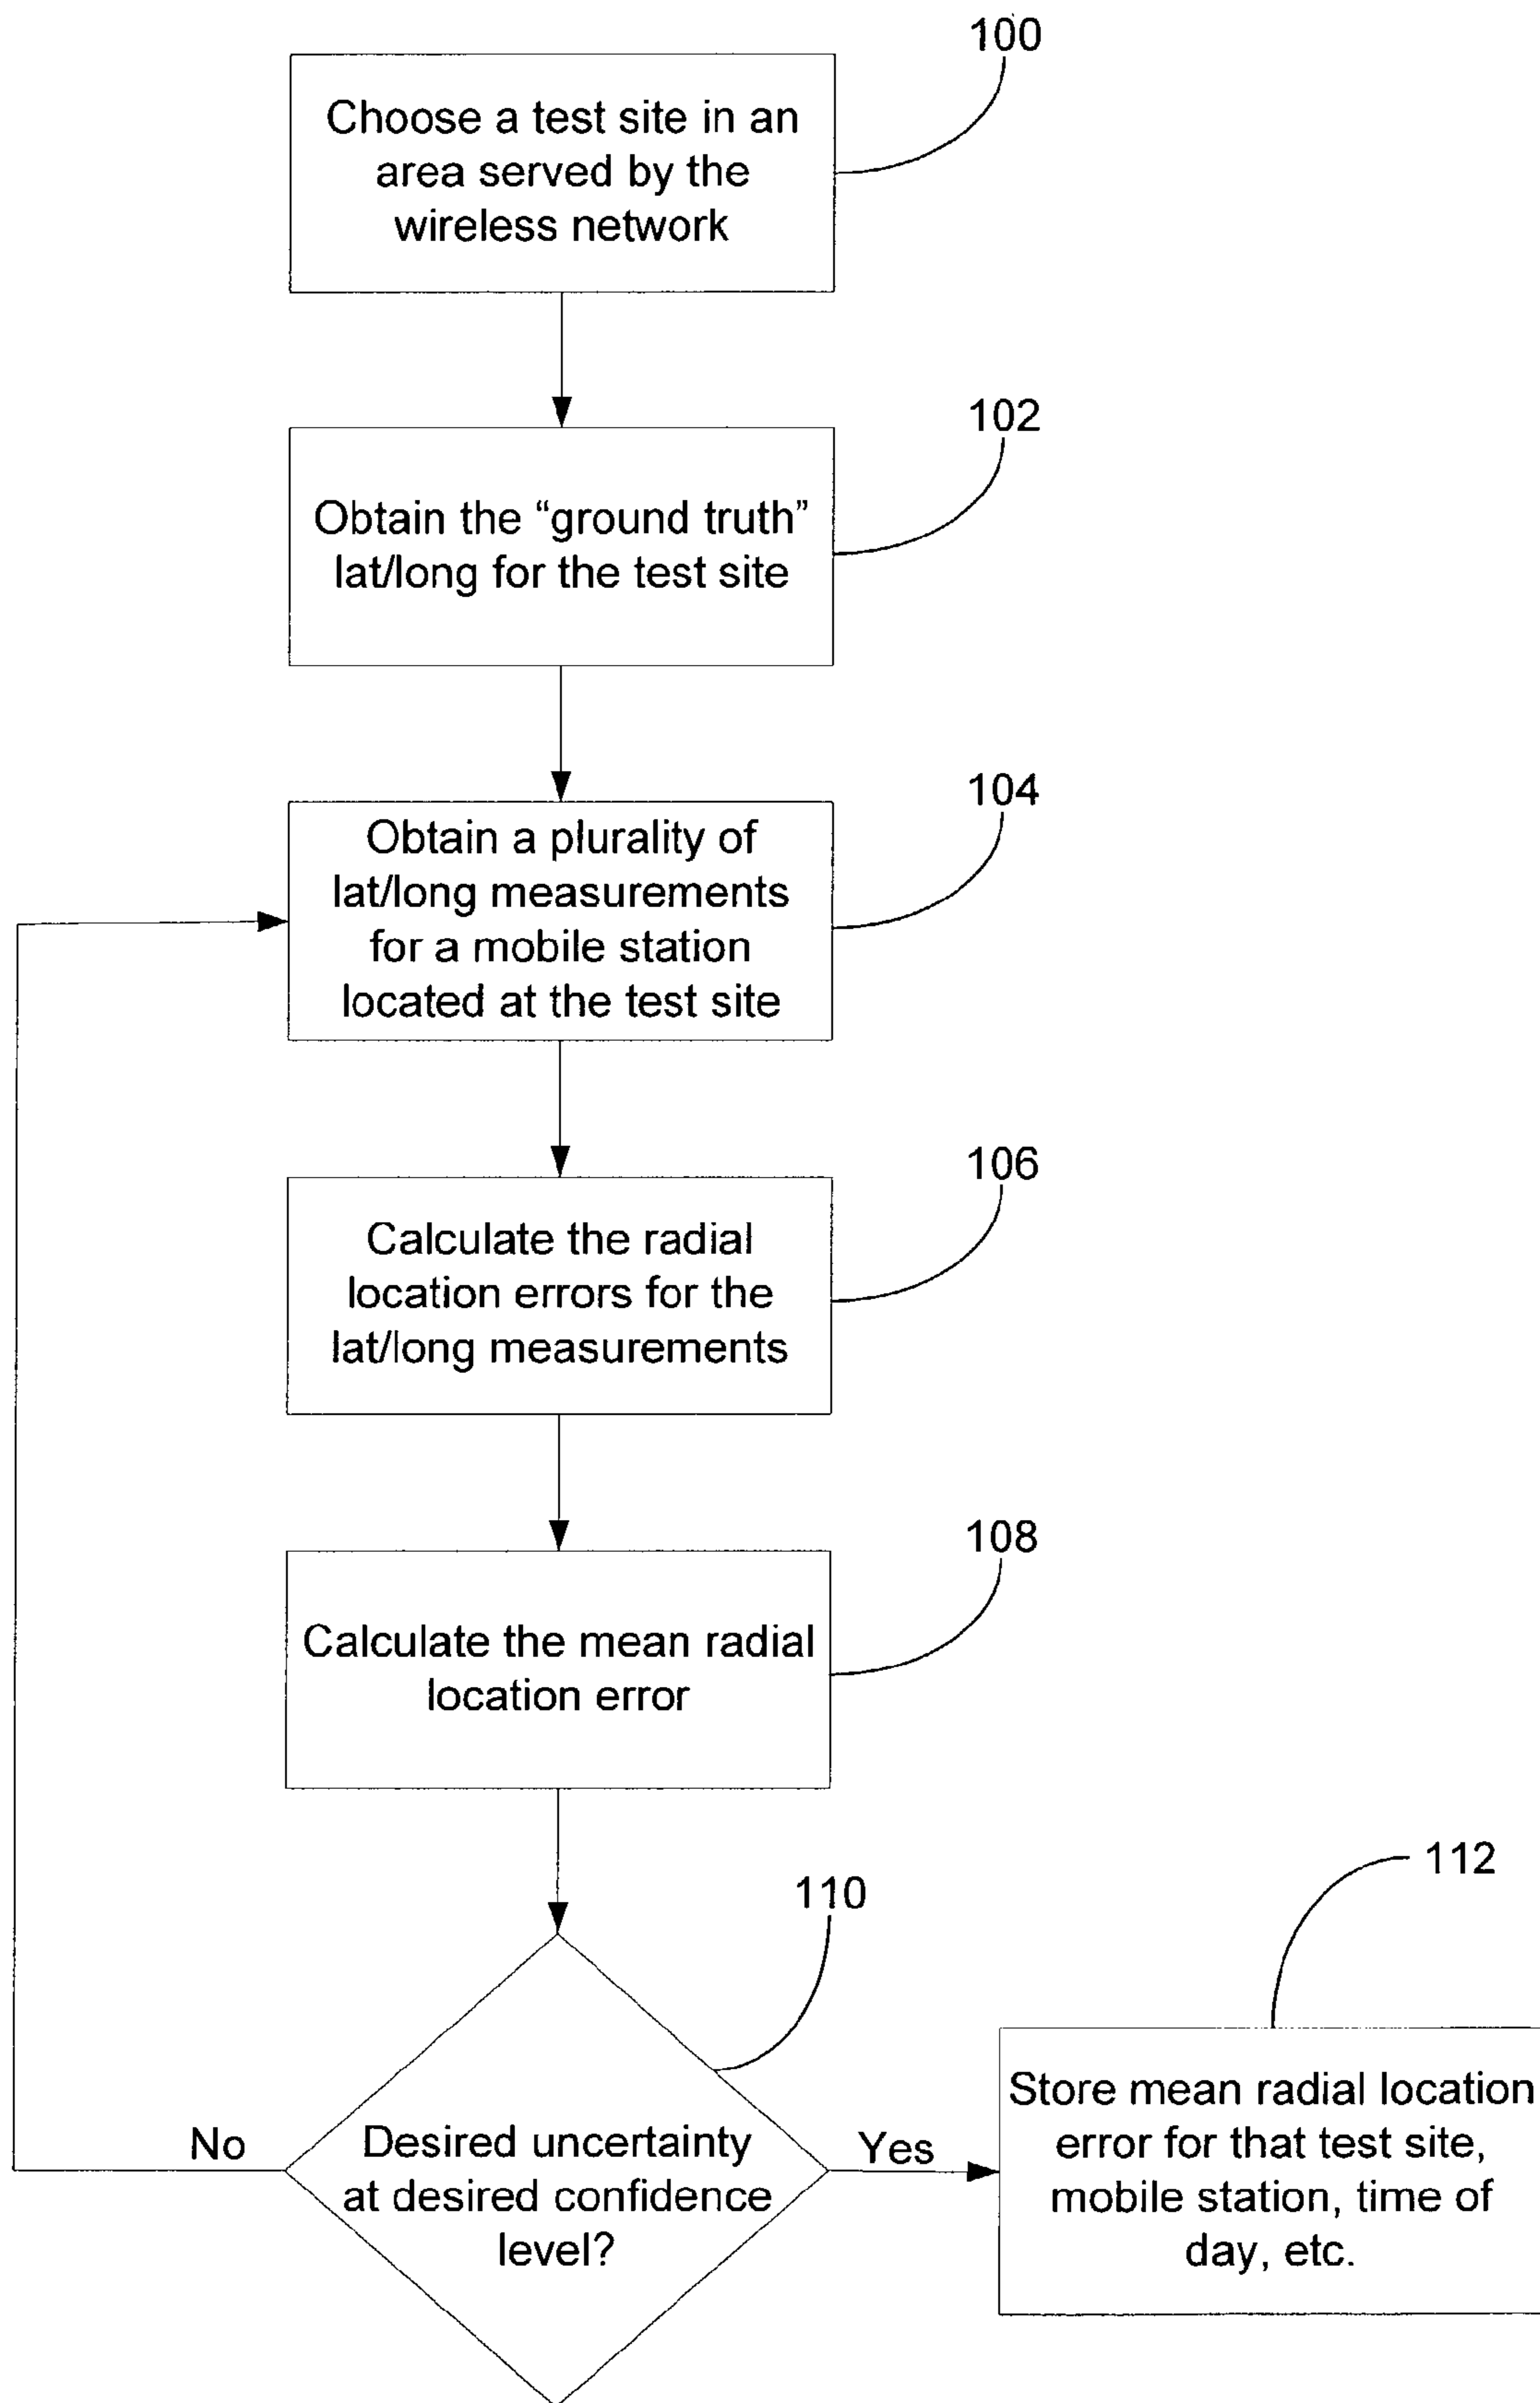 100
Choose a test site in an
area served by the
wireless network
102
Obtain the “ground truth”
lat/long for the test site
104
Obtain a plurality of
lat/long measurements
for a mobile station
located at the test site
106
Calculate the radial
location errors for the
lat/long measurements
108
Calculate the mean radial
location error
110
Desired uncertainty
at desired confidence
level?
No
Yes
112
Store mean radial location
error for that test site,
mobile station, time of
day, etc.